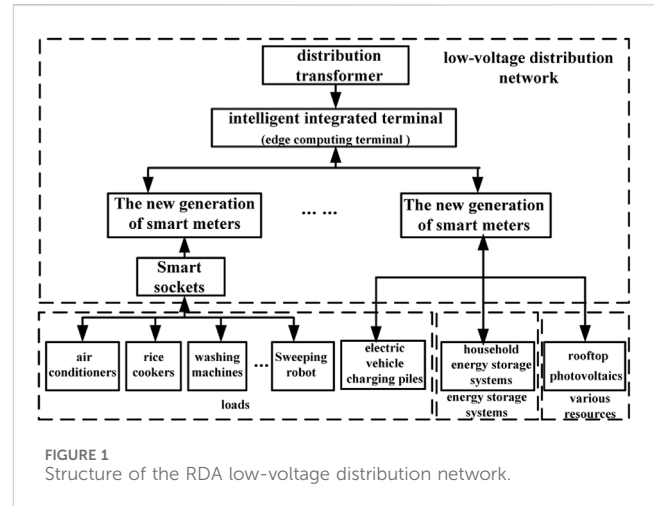 distribution
transformer
low-voltage distribution
network
intelligent integrated terminal
(edge computing terminal )
The new generation
of smart meters
... ...
The new generation
of smart meters
Smart
sockets
air
conditioners
rice
cookers
washing
machines
...
Sweeping
robot
electric
vehicle
charging piles
household
energy storage
systems
rooftop
photovoltaics
loads
energy storage
systems
various
resources
FIGURE 1
Structure of the RDA low-voltage distribution network.